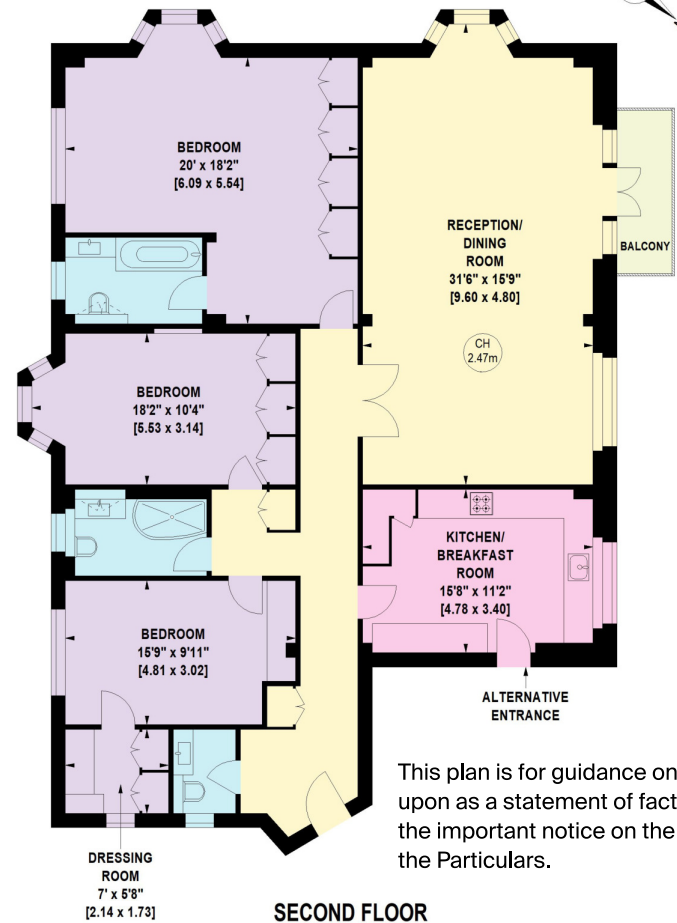 BEDROOM
20' x 18'2"
[6.09 x 5.54]
RECEPTION/
DINING
ROOM
31'6" x 15'9"
[9.60 x 4.80]
BALCONY
CH
2.47m
BEDROOM
18'2" x 10'4"
[5.53 x 3.14]
KITCHEN/
BREAKFAST
ROOM
15'8" x 11'2"
[4.78 x 3.40]
BEDROOM
15'9" x 9'11"
[4.81 x 3.02]
ALTERNATIVE
ENTRANCE
This plan is for guidance on
upon as a statement of fact
the important notice on the
the Particulars.
DRESSING
ROOM
7' x 5'8"
[2.14 x 1.73]
SECOND FLOOR